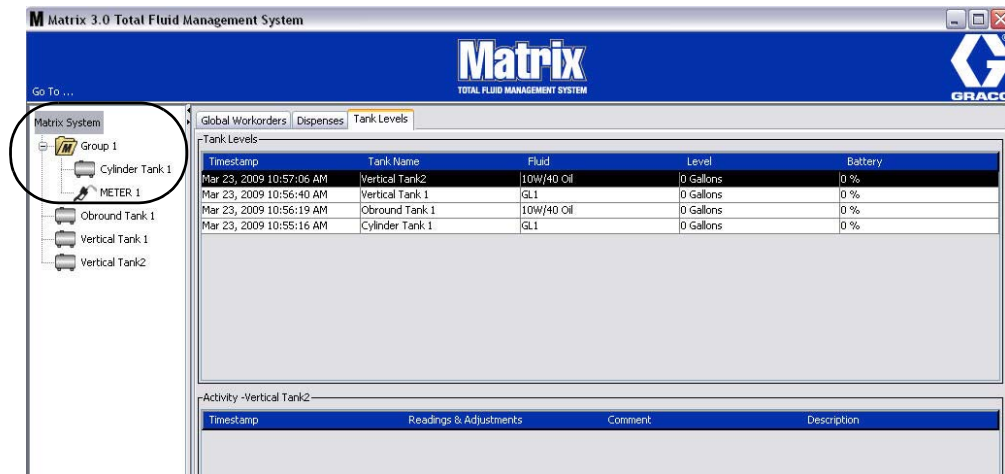 M Matrix 3.0 Total Fluid Management System
Matrix
TOTAL FLUID MANAGEMENT SYSTEM
GRACO
Go To ...
Matrix System
Group 1
Cylinder Tank 1
METER 1
Obround Tank 1
Vertical Tank 1
Vertical Tank2
Global Workorders Dispenses Tank Levels
Tank Levels
Timestamp Tank Name Fluid Level Battery
Mar 23, 2009 10:57:06 AM Vertical Tank2 10W/40 Oil 0 Gallons 0 %
Mar 23, 2009 10:56:40 AM Vertical Tank 1 GL1 0 Gallons 0 %
Mar 23, 2009 10:56:19 AM Obround Tank 1 10W/40 Oil 0 Gallons 0 %
Mar 23, 2009 10:55:16 AM Cylinder Tank 1 GL1 0 Gallons 0 %
Activity -Vertical Tank2
Timestamp Readings & Adjustments Comment Description